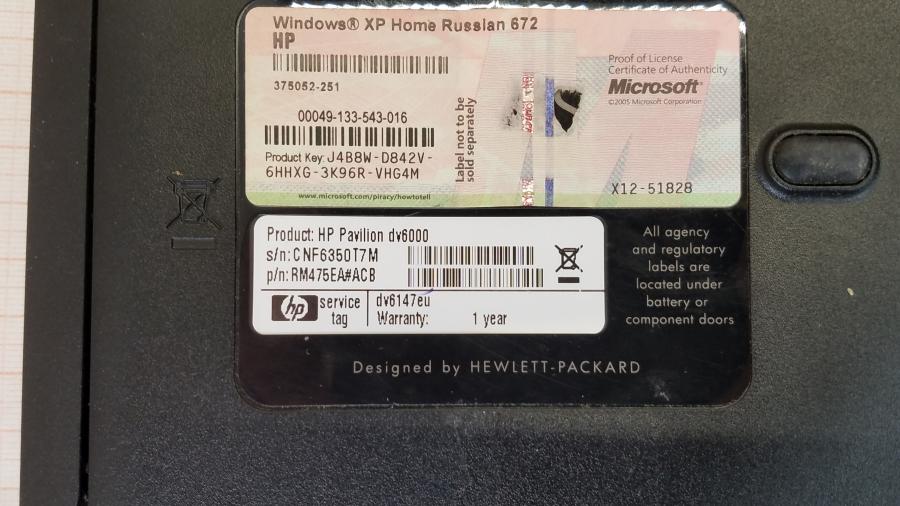 Windows® XP Home Russian 672
HP
375052-251
00049-133-543-016
Product Key: J4B8W-D842V-
6HHXG-3K96R-VHG4M
www.microsoft.com/piracy/howtotell
Label not to be
sold separately
Proof of License
Certificate of Authenticity
Microsoft®
©2005 Microsoft Corporation
X12-51828
Product: HP Pavilion dv6000
s/n: CNF6350T7M
p/n: RM475EA#ACB
hp service
tag
dv6147eu
Warranty: 1 year
All agency
and regulatory
labels are
located under
battery or
component doors
Designed by HEWLETT-PACKARD